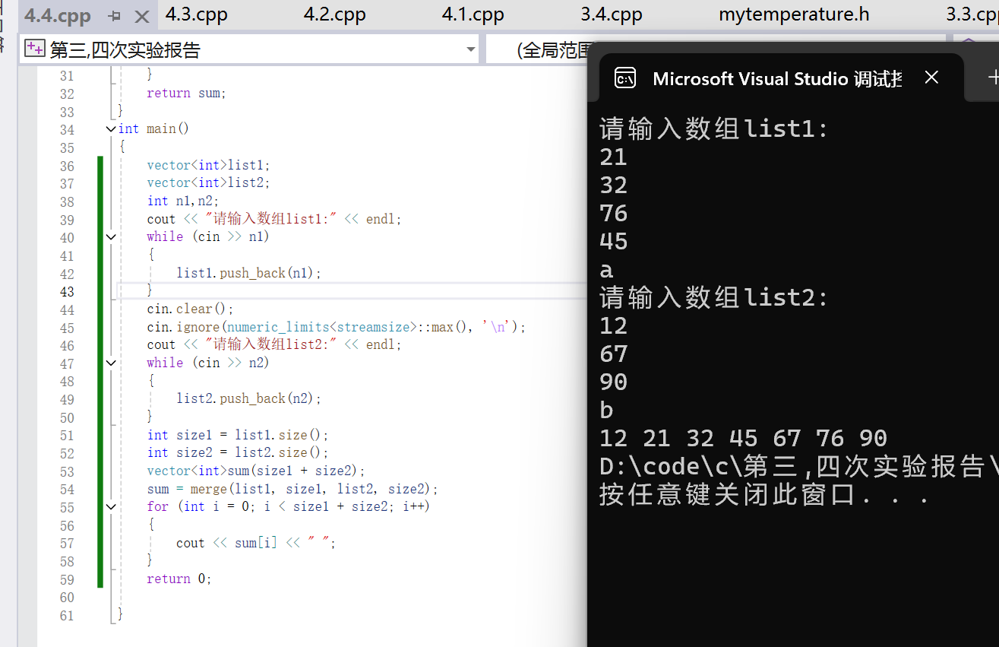 4.4.cpp 4.3.cpp 4.2.cpp 4.1.cpp 3.4.cpp mytemperature.h 3.3.cpp
第三,四次实验报告
(全局范围
31 }
32 return sum;
33 }
34 int main()
35 {
36 vector<int>list1;
37 vector<int>list2;
38 int n1,n2;
39 cout << "请输入数组list1:" << endl;
40 while (cin >> n1)
41 {
42 list1.push_back(n1);
43 }
44 cin.clear();
45 cin.ignore(numeric_limits<streamsize>::max(), '\n');
46 cout << "请输入数组list2:" << endl;
47 while (cin >> n2)
48 {
49 list2.push_back(n2);
50 }
51 int size1 = list1.size();
52 int size2 = list2.size();
53 vector<int>sum(size1 + size2);
54 sum = merge(list1, size1, list2, size2);
55 for (int i = 0; i < size1 + size2; i++)
56 {
57 cout << sum[i] << " ";
58 }
59 return 0;
60
61 }
Microsoft Visual Studio 调试控
请输入数组list1:
21
32
76
45
a
请输入数组list2:
12
67
90
b
12 21 32 45 67 76 90
D:\code\c\第三,四次实验报告\
按任意键关闭此窗口. . .